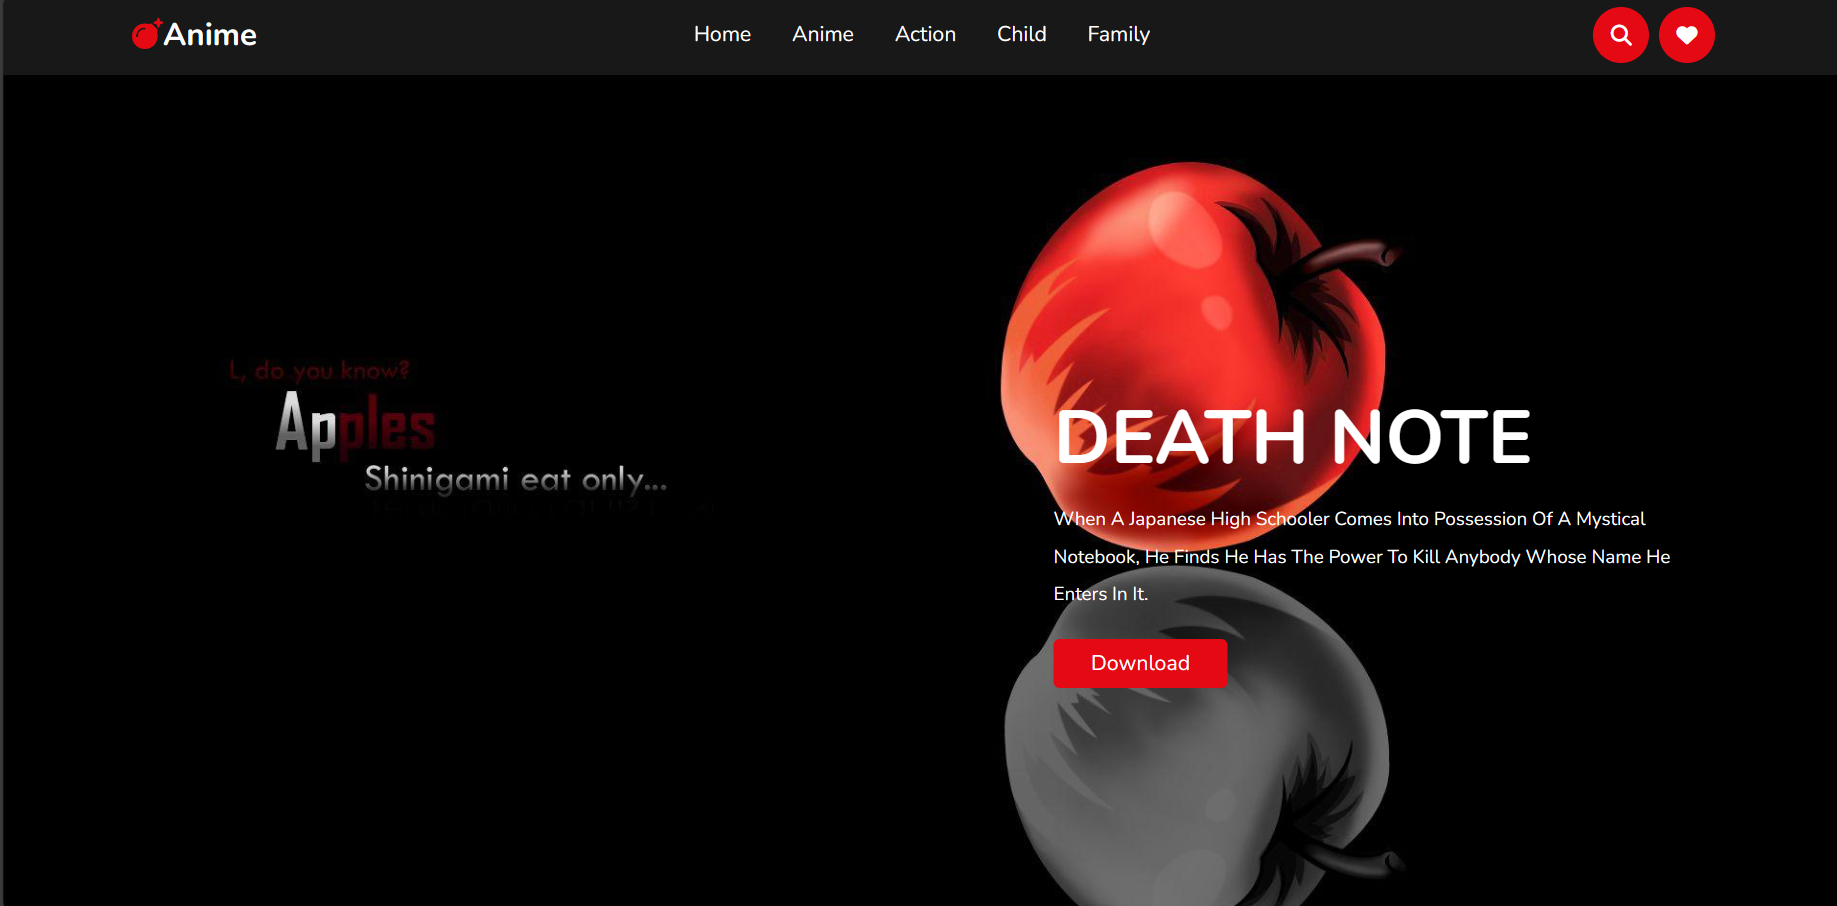 Anime
Home Anime Action Child Family
L, do you know?
Apples
Shinigami eat only...
DEATH NOTE
When A Japanese High Schooler Comes Into Possession Of A Mystical
Notebook, He Finds He Has The Power To Kill Anybody Whose Name He
Enters In It.
Download